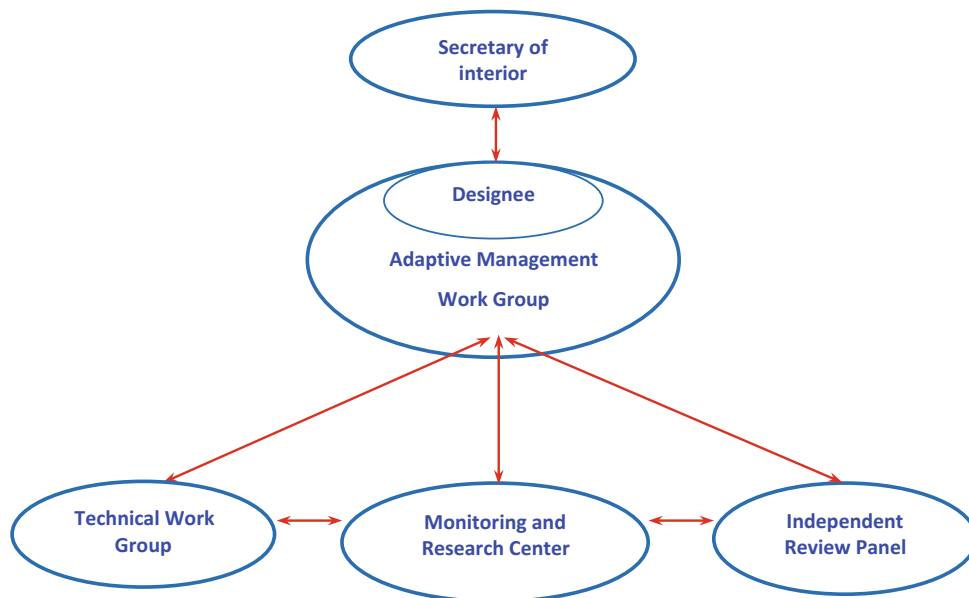 Secretary of
interior
Designee
Adaptive Management
Work Group
Technical Work
Group
Monitoring and
Research Center
Independent
Review Panel